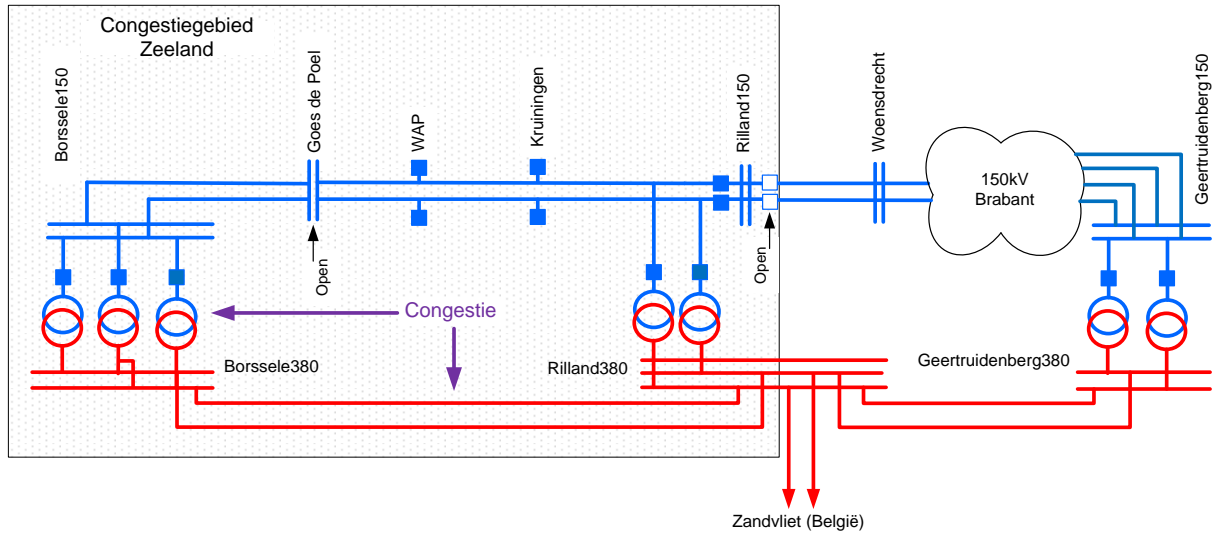 Congestiegebied
Zeeland
Borssele150
Goes de Poel
WAP
Kruiningen
Rilland150
Woensdrecht
Geertruidenberg150
150kV
Brabant
Open
Open
Congestie
Borssele380
Rilland380
Geertruidenberg380
Zandvliet (België)